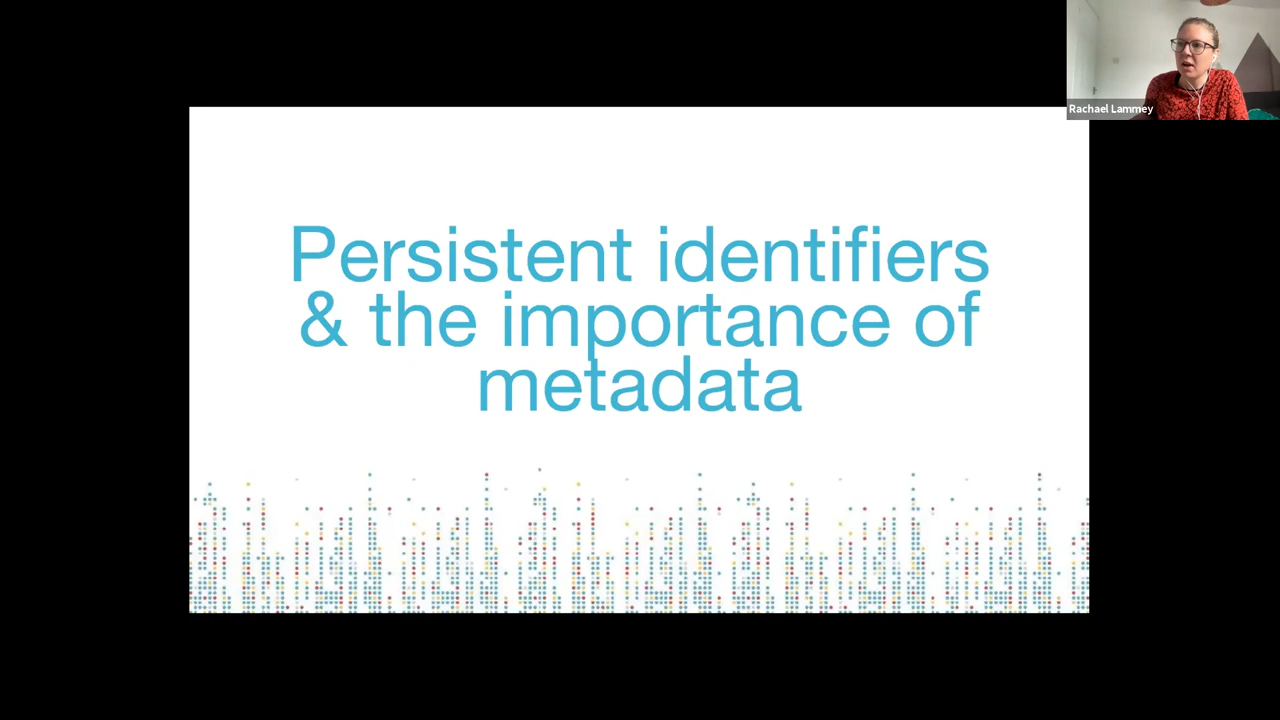 Rachael Lammey
Persistent identifiers
& the importance of
metadata